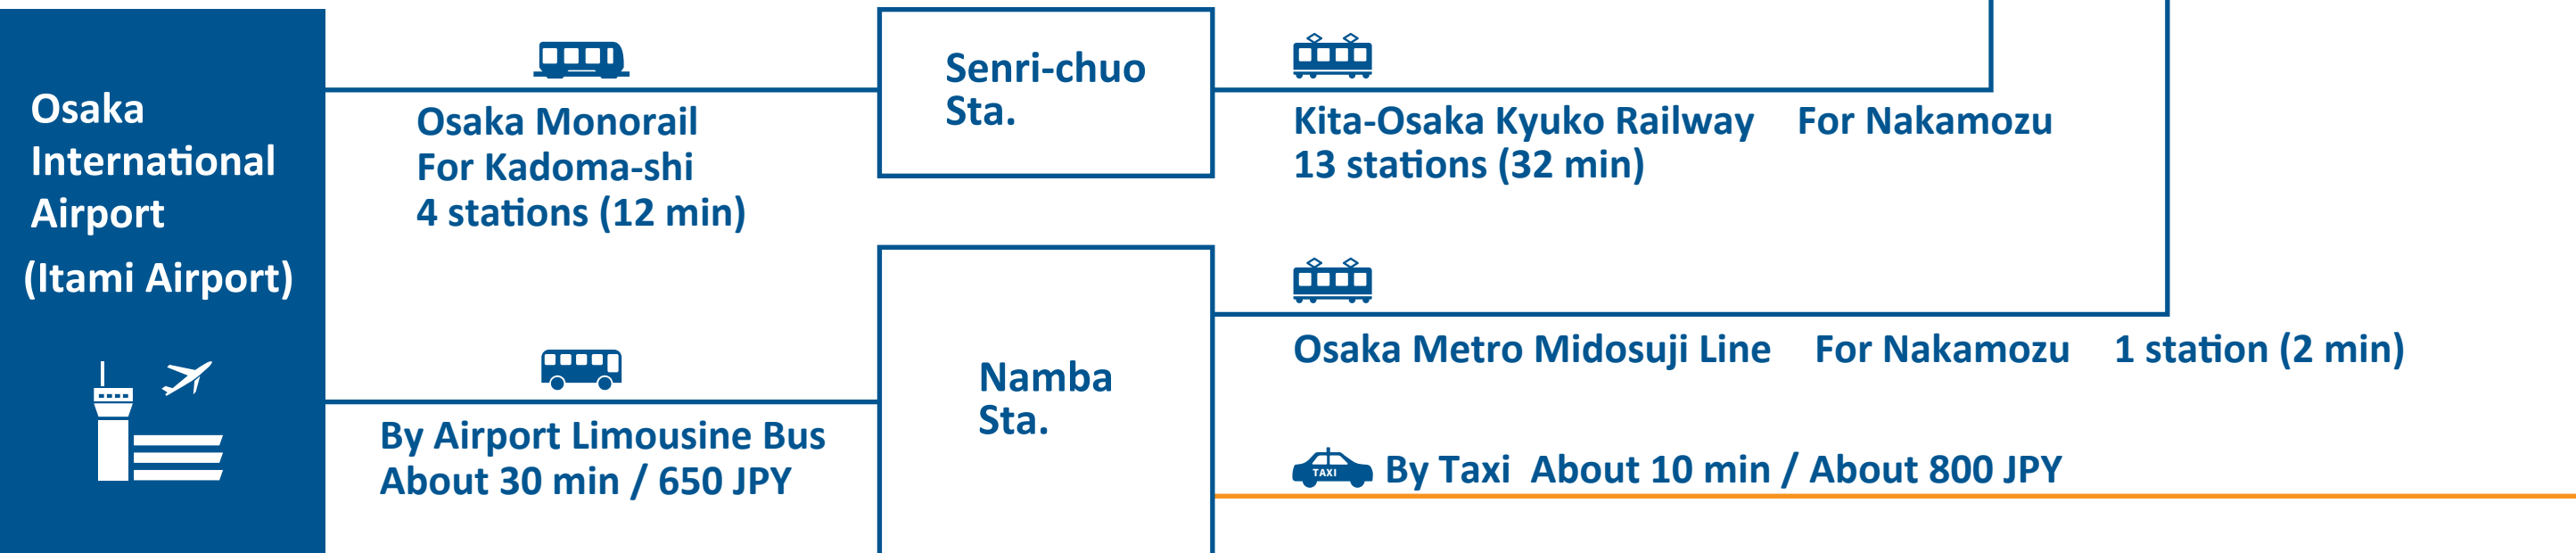 Osaka
International
Airport
(Itami Airport)
Osaka Monorail
For Kadoma-shi
4 stations (12 min)
Senri-chuo
Sta.
Kita-Osaka Kyuko Railway For Nakamozu
13 stations (32 min)
By Airport Limousine Bus
About 30 min / 650 JPY
Namba
Sta.
Osaka Metro Midosuji Line For Nakamozu 1 station (2 min)
TAXI By Taxi About 10 min / About 800 JPY